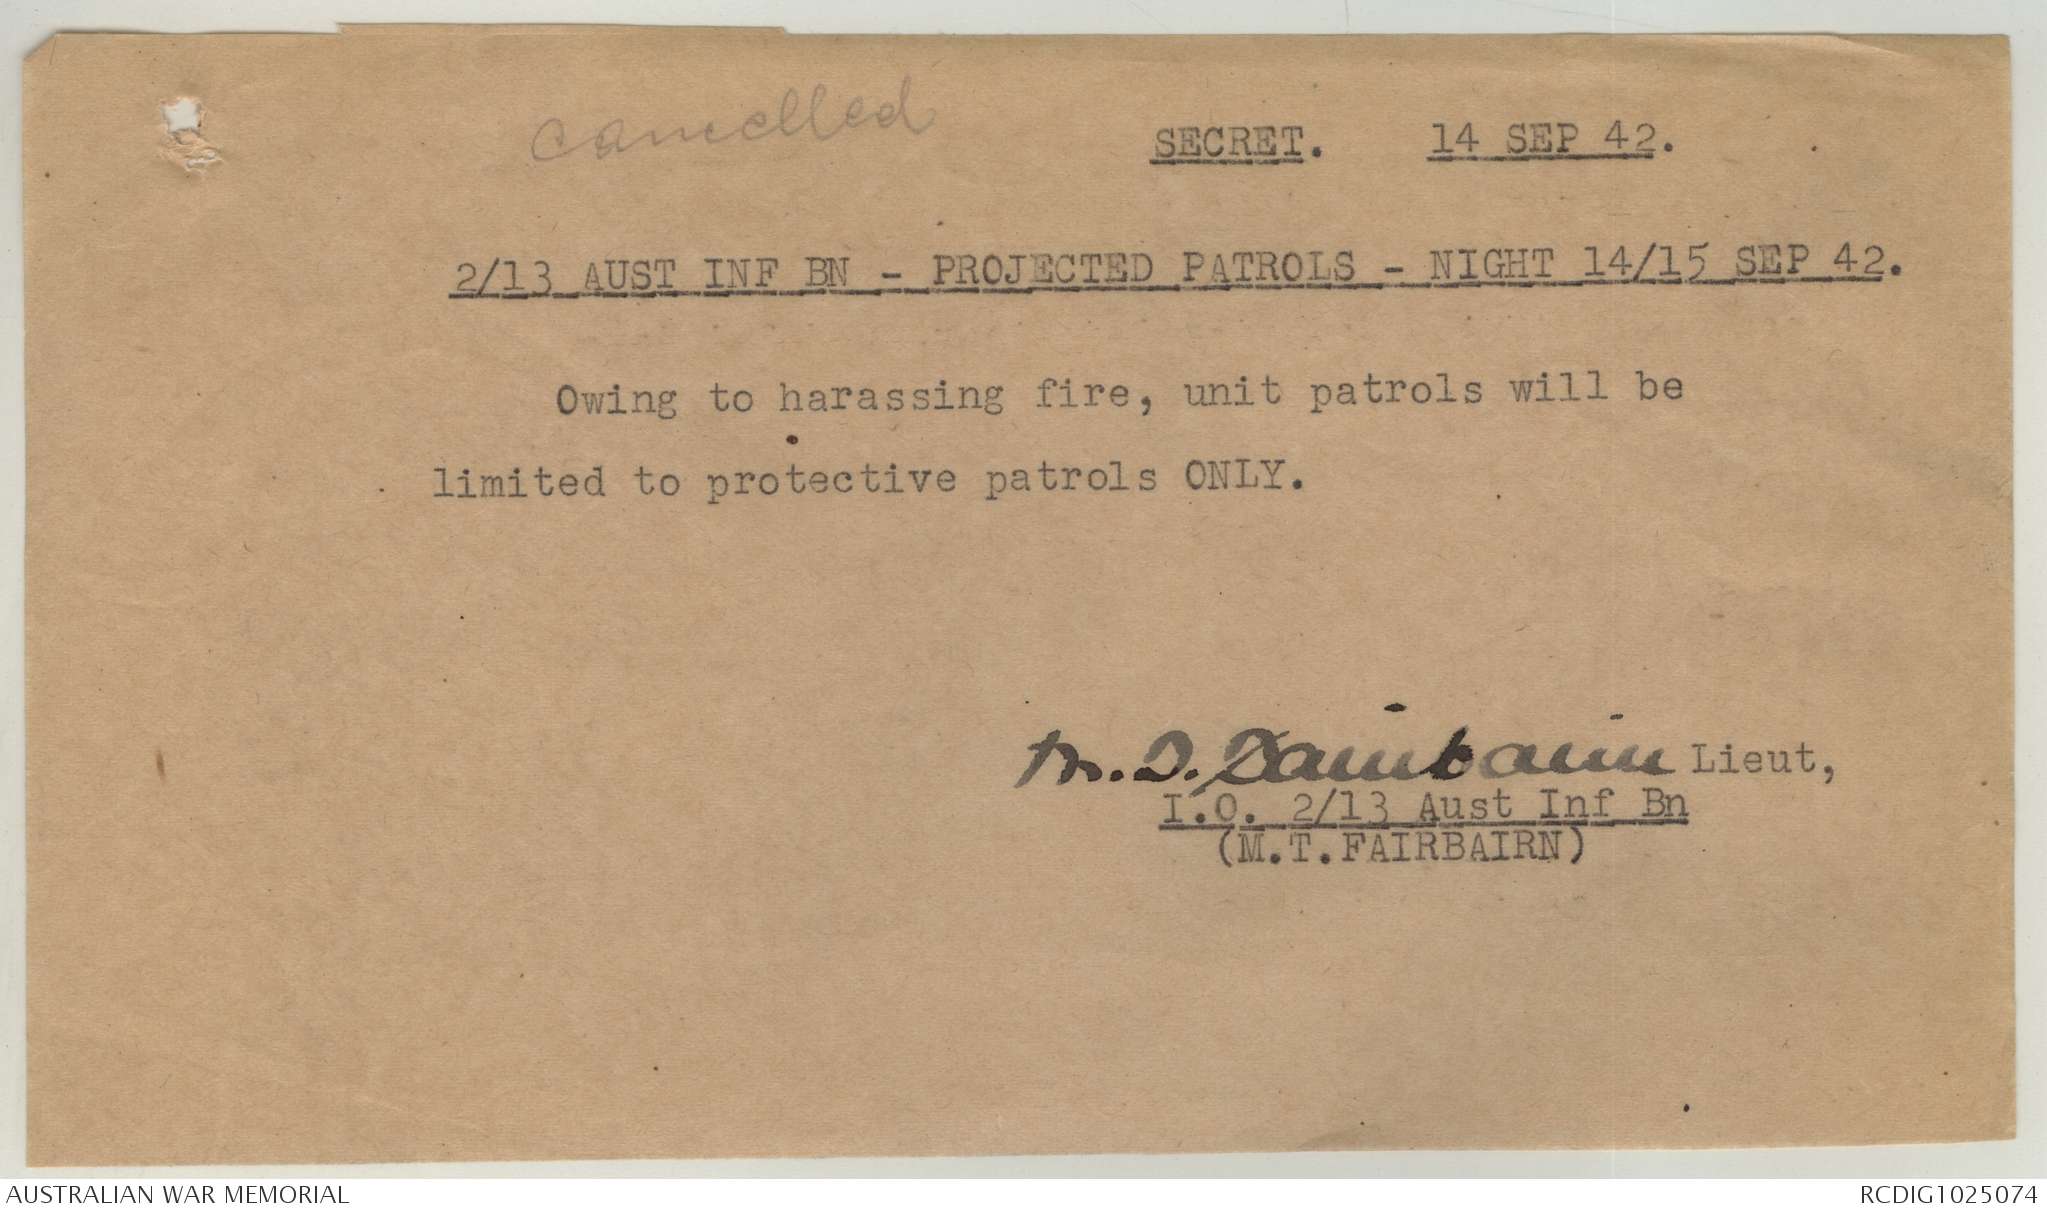 cancelled
SECRET. 14 SEP 42.
2/13 AUST INF BN - PROJECTED PATROLS - NIGHT 14/15 SEP 42.
Owing to harassing fire, unit patrols will be
limited to protective patrols ONLY.
M. T. Fairbairn Lieut,
I.O. 2/13 Aust Inf Bn
(M.T.FAIRBAIRN)
AUSTRALIAN WAR MEMORIAL RCDIG1025074